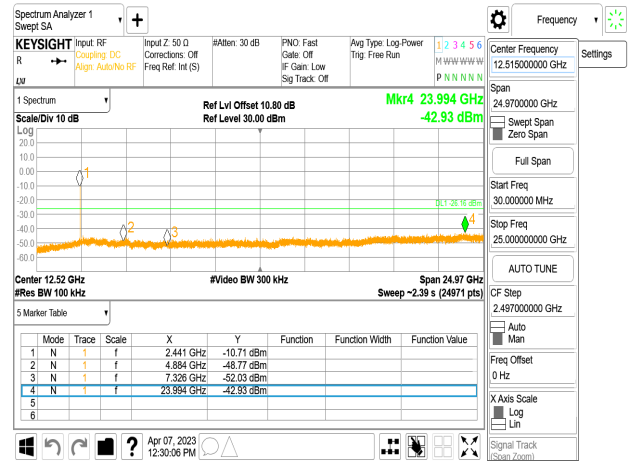 Spectrum Analyzer 1
Swept SA
Frequency
Settings
KEYSIGHT
R
LXI
Input: RF
Coupling: DC
Align: Auto/No RF
Input Z: 50 Ω
Corrections: Off
Freq Ref: Int (S)
#Atten: 30 dB
PNO: Fast
Gate: Off
IF Gain: Low
Sig Track: Off
Avg Type: Log-Power
Trig: Free Run
1 2 3 4 5 6
M W W W W W
P N N N N N
1 Spectrum
Scale/Div 10 dB
Ref Lvl Offset 10.80 dB
Ref Level 30.00 dBm
Mkr4 23.994 GHz
-42.93 dBm
Log
20.0
10.0
0.00
-10.0
-20.0
-30.0
-40.0
-50.0
-60.0
1
2
3
4
DL1 -26.16 dBm
Center 12.52 GHz
#Res BW 100 kHz
#Video BW 300 kHz
Span 24.97 GHz
Sweep ~2.39 s (24971 pts)
5 Marker Table
Mode Trace Scale X Y Function Function Width Function Value
1 N 1 f 2.441 GHz -10.71 dBm
2 N 1 f 4.884 GHz -48.77 dBm
3 N 1 f 7.326 GHz -52.03 dBm
4 N 1 f 23.994 GHz -42.93 dBm
5
6
Apr 07, 2023
12:30:06 PM
?
Center Frequency
12.515000000 GHz
Span
24.9700000 GHz
Swept Span
Zero Span
Full Span
Start Freq
30.000000 MHz
Stop Freq
25.000000000 GHz
AUTO TUNE
CF Step
2.497000000 GHz
Auto
Man
Freq Offset
0 Hz
X Axis Scale
Log
Lin
Signal Track
(Span Zoom)